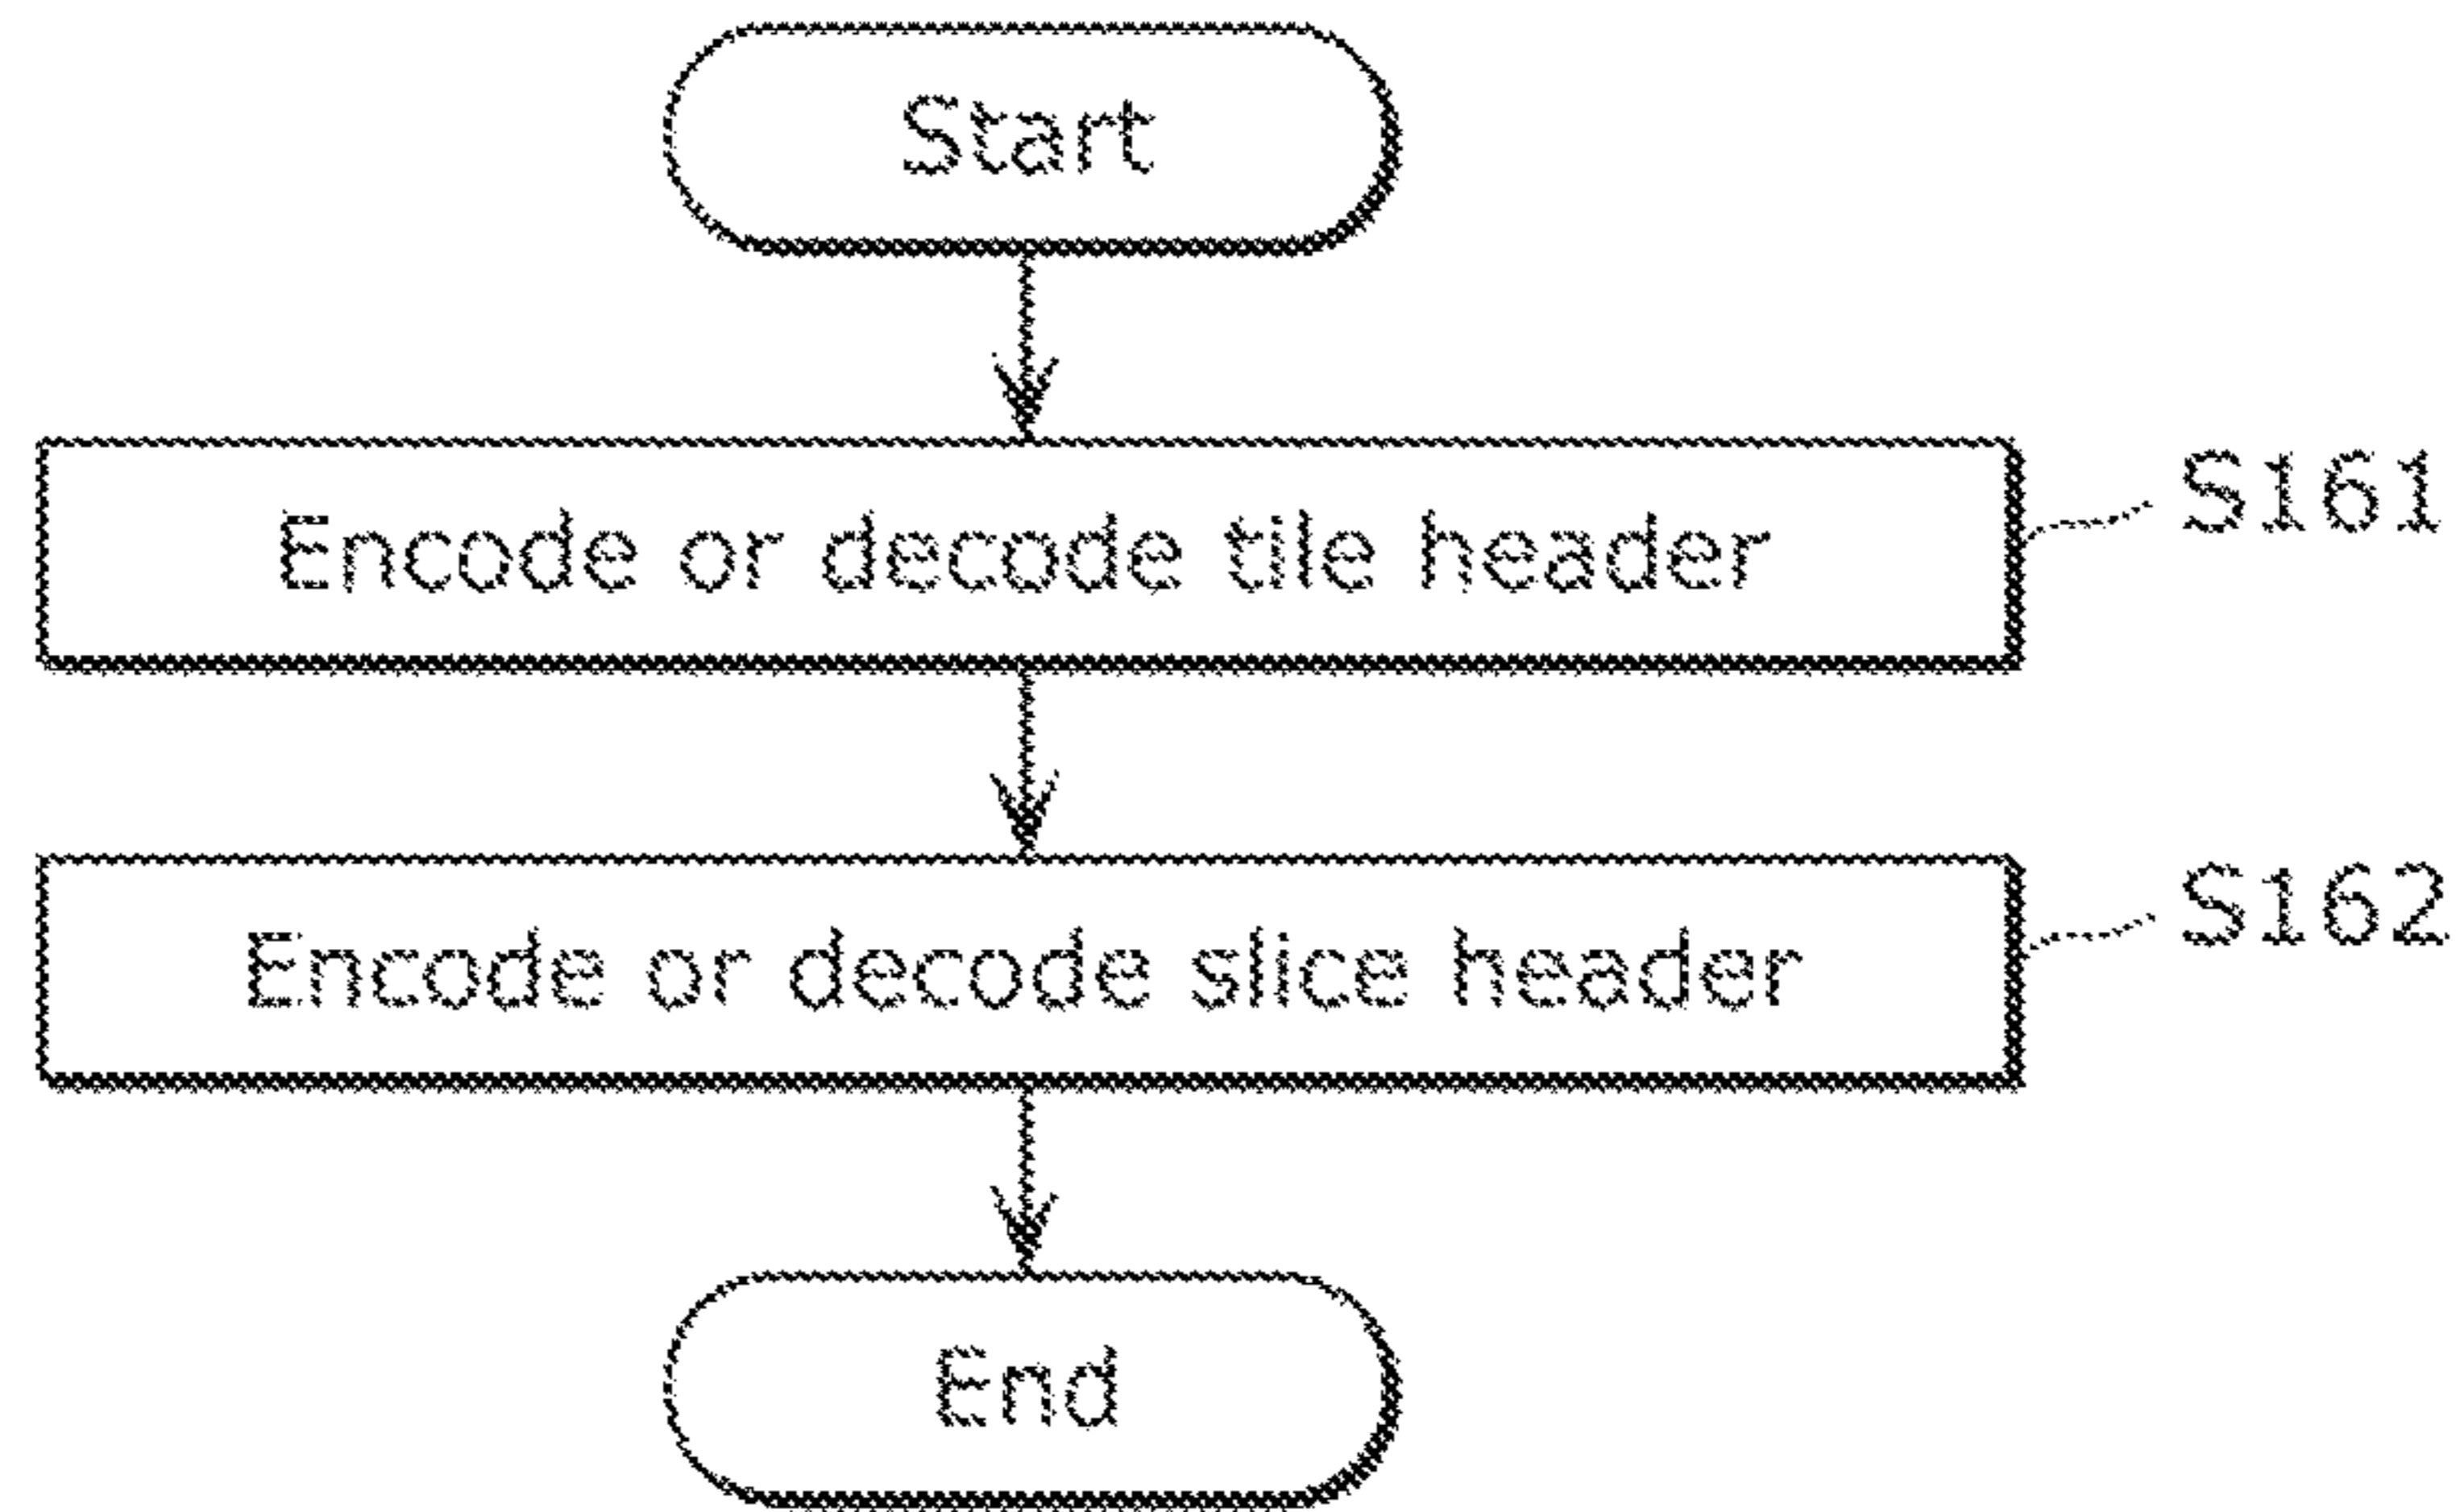 Start
Encode or decode tile header
S161
Encode or decode slice header
S162
End